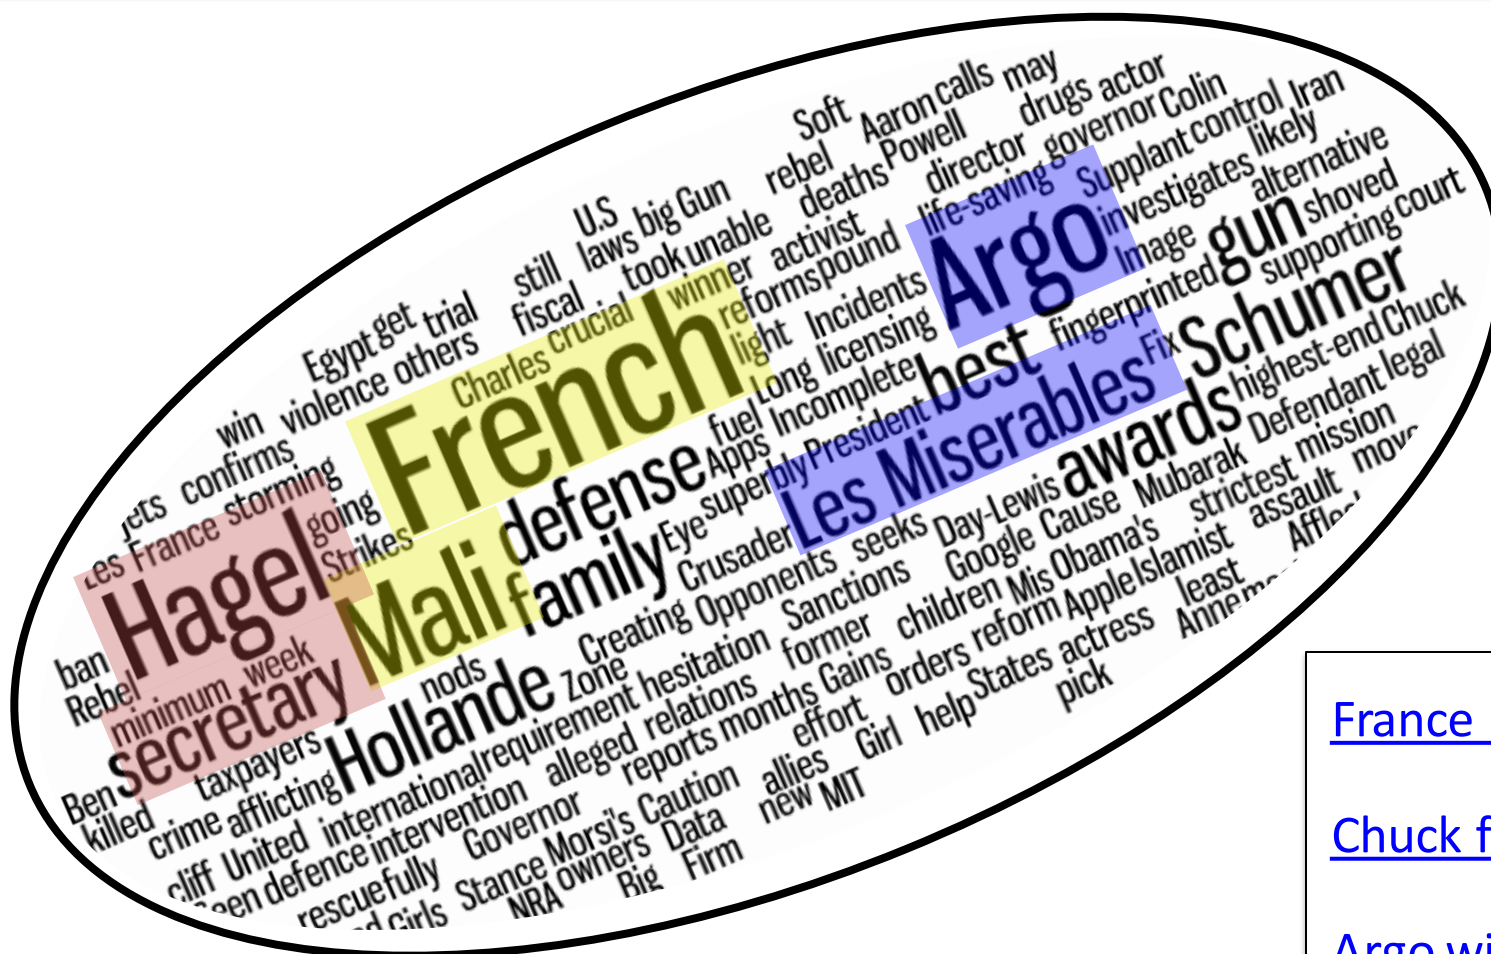 Soft Aaron calls may
rebel deaths Powell drugs actor
U.S director governor Colin
laws big Gun life-saving Supplant control Iran
still took unable activist investigates likely
fiscal winner reforms pound Argo Image alternative
Egypt get trial crucial light Incidents gun shoved
violence others Charles French Long licensing fingerprinted supporting court
win fuel Incomplete best Fix Schumer
confirms defense Apps President Les Miserables highest-end Chuck
Les France storming going Eye superbly awards Defendant legal
Hagel Strikes Mali family Crusader seeks Day-Lewis Mubarak mission
ban week Creating Opponents Google Cause strictest
Rebel minimum nods Sanctions Mis Obama's assault
secretary Hollande Zone hesitation former children Apple Islamist
Ben taxpayers requirement relations Gains orders reform least
killed crime afflicting international alleged months effort States actress
cliff United intervention reports allies Girl help pick
defence Governor Caution new MIT
rescue fully Stance Morsi's Data
Girls NRA owners Big Firm
France
Chuck f
Argo wi